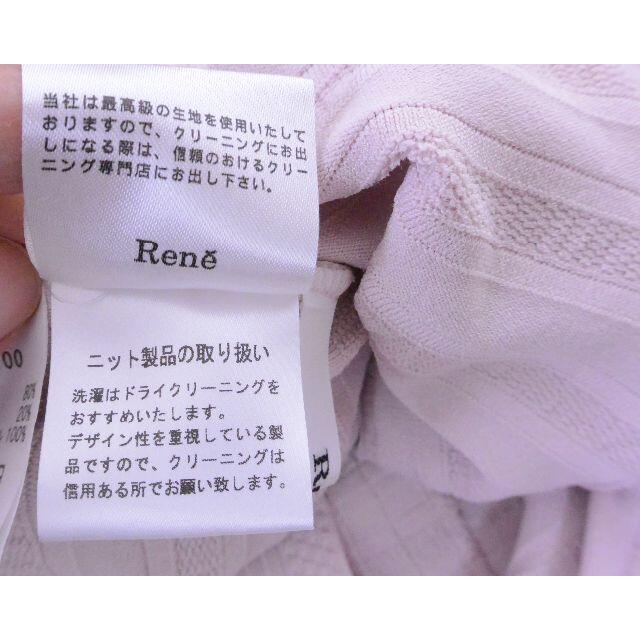 当社は最高級の生地を使用いたして
おりますので、クリーニングにお出
しになる際は、信頼のおけるクリー
ニング専門店にお出し下さい。
Renĕ
ニット製品の取り扱い
洗濯はドライクリーニングを
おすすめいたします。
デザイン性を重視している製
品ですので、クリーニングは
信用ある所でお願い致します。
00
80%
20%
100%
R